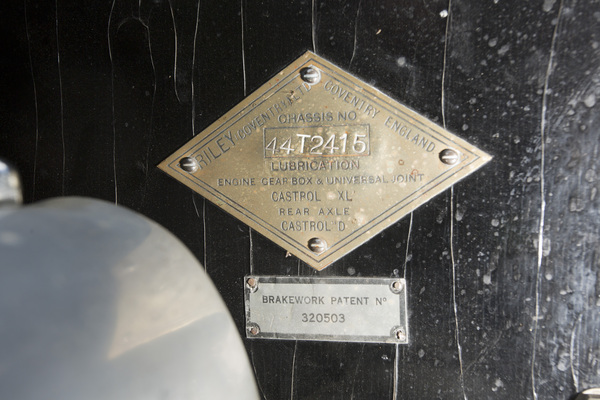 RILEY (COVENTRY) LTD. COVENTRY ENGLAND
CHASSIS NO
44T2415
LUBRICATION
ENGINE GEAR BOX & UNIVERSAL JOINT
CASTROL XL
REAR AXLE
CASTROL "D"
BRAKEWORK PATENT Nº
320503